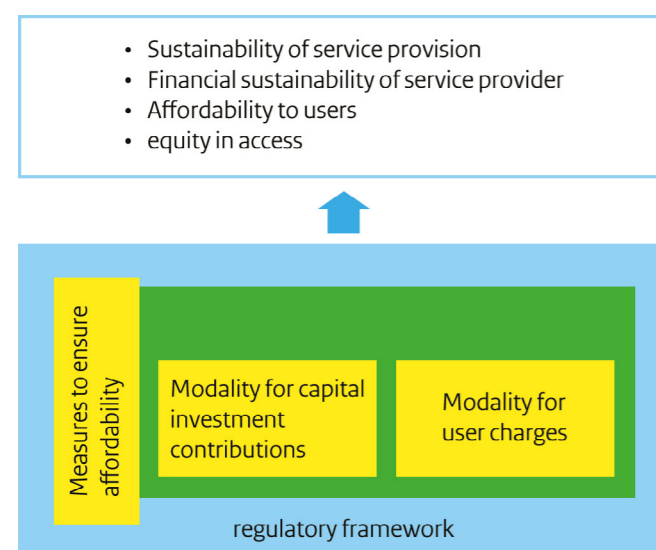 • Sustainability of service provision
• Financial sustainability of service provider
• Affordability to users
• equity in access
Measures to ensure
affordability
Modality for capital
investment
contributions
Modality for
user charges
regulatory framework